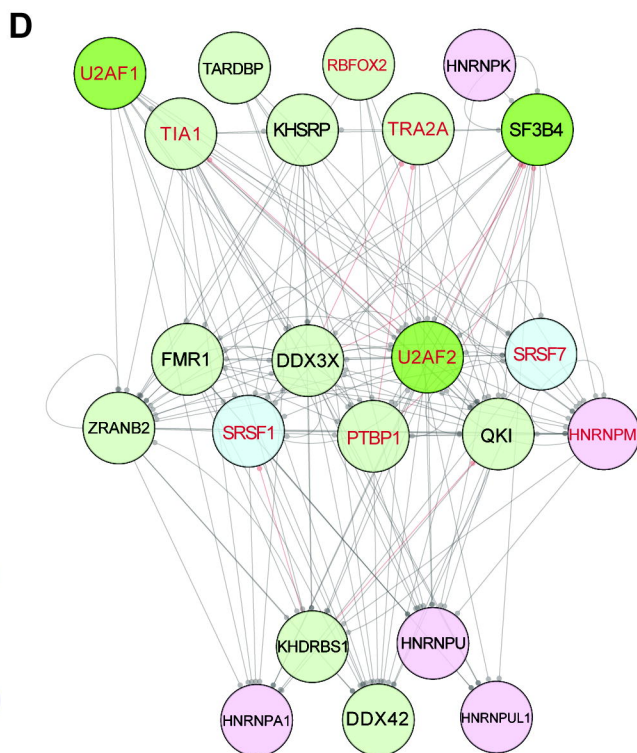 D
U2AF1
TARDBP
RBFOX2
HNRNPK
TIA1
KHSRP
TRA2A
SF3B4
FMR1
DDX3X
U2AF2
SRSF7
ZRANB2
SRSF1
PTBP1
QKI
HNRNPM
KHDRBS1
HNRNPU
HNRNPA1
DDX42
HNRNPUL1